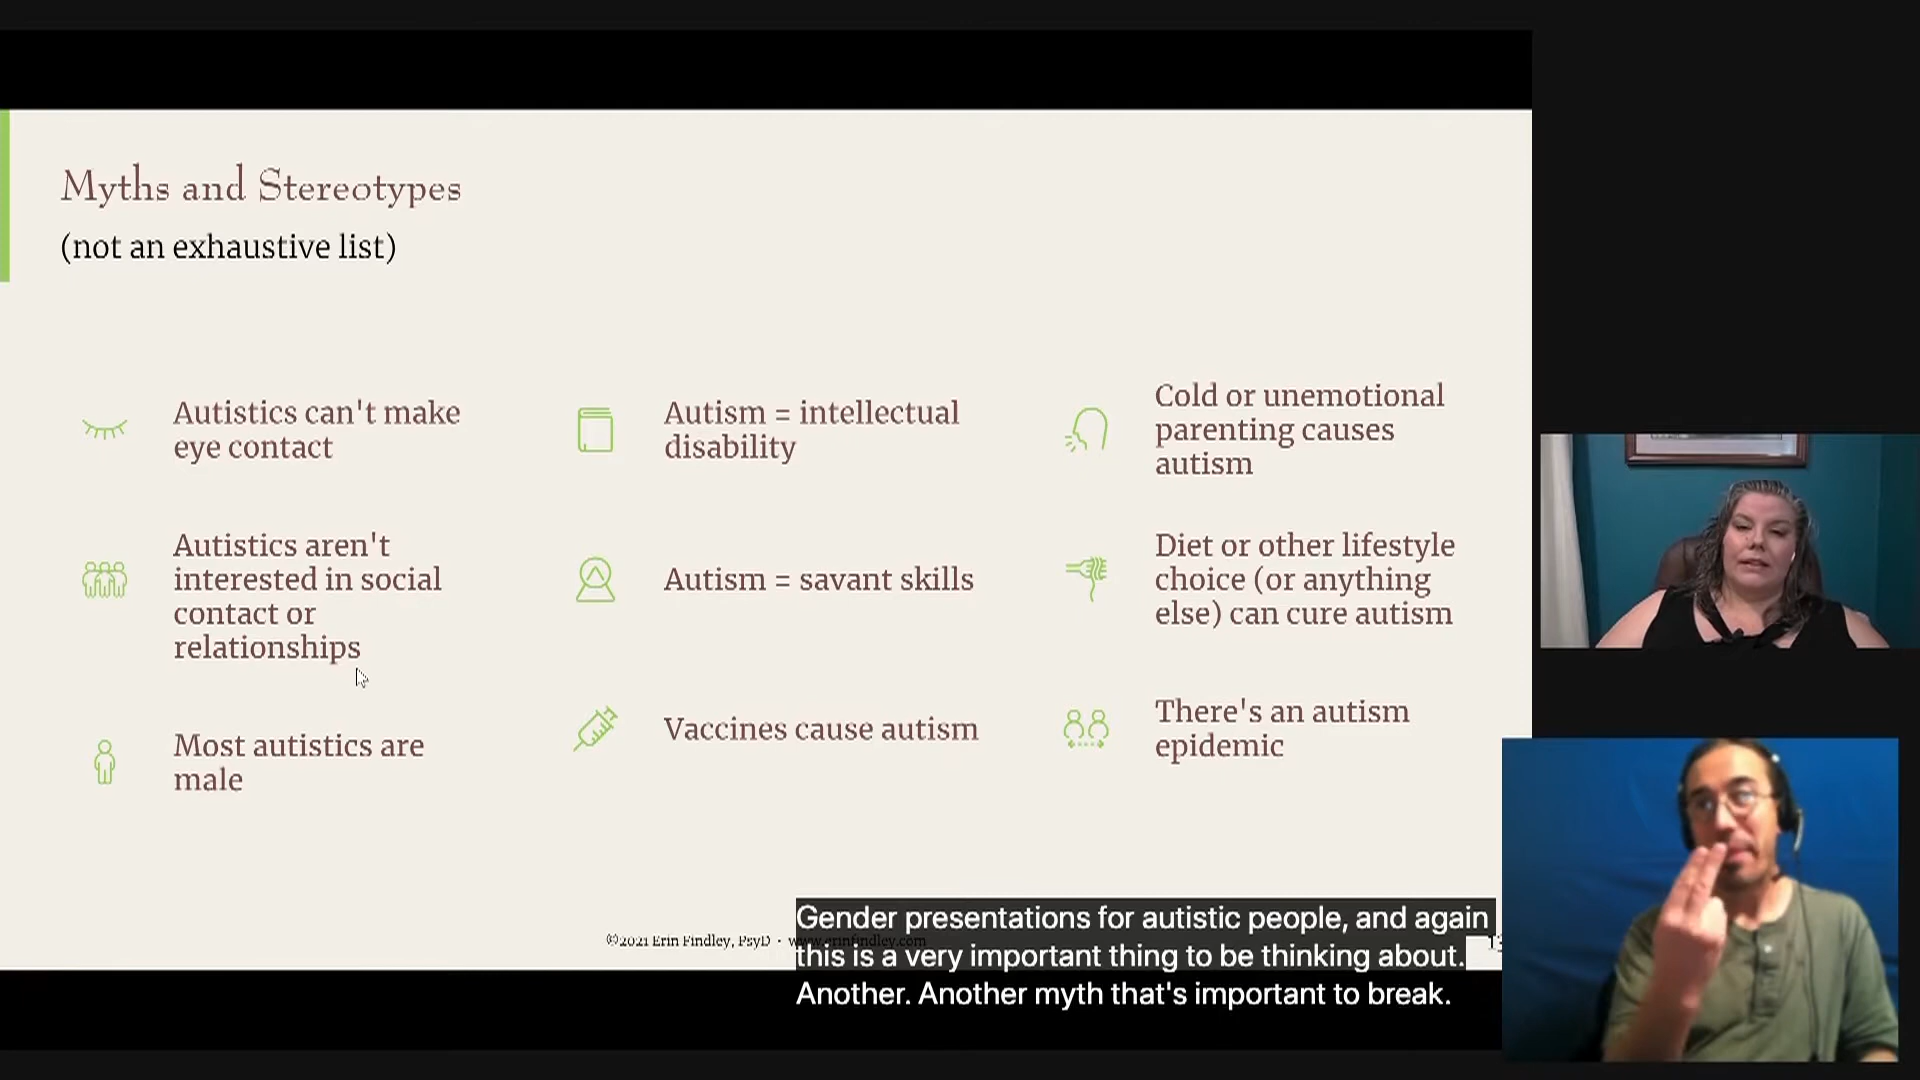 Myths and Stereotypes
(not an exhaustive list)
Autistics can't make
eye contact
Autistics aren't
interested in social
contact or
relationships
Most autistics are
male
Autism = intellectual
disability
Autism = savant skills
Vaccines cause autism
Cold or unemotional
parenting causes
autism
Diet or other lifestyle
choice (or anything
else) can cure autism
There's an autism
epidemic
©2021 Erin Findley, PsyD · www.erinfindley.com
Gender presentations for autistic people, and again
this is a very important thing to be thinking about.
Another. Another myth that's important to break.